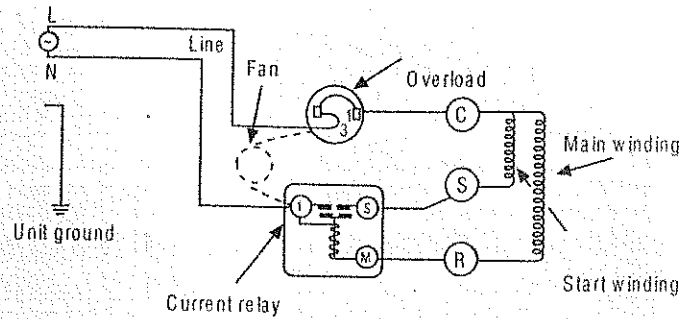 L
Line
N
Fan
Overload
1
3
C
Main winding
S
1
S
M
R
Unit ground
Start winding
Current relay